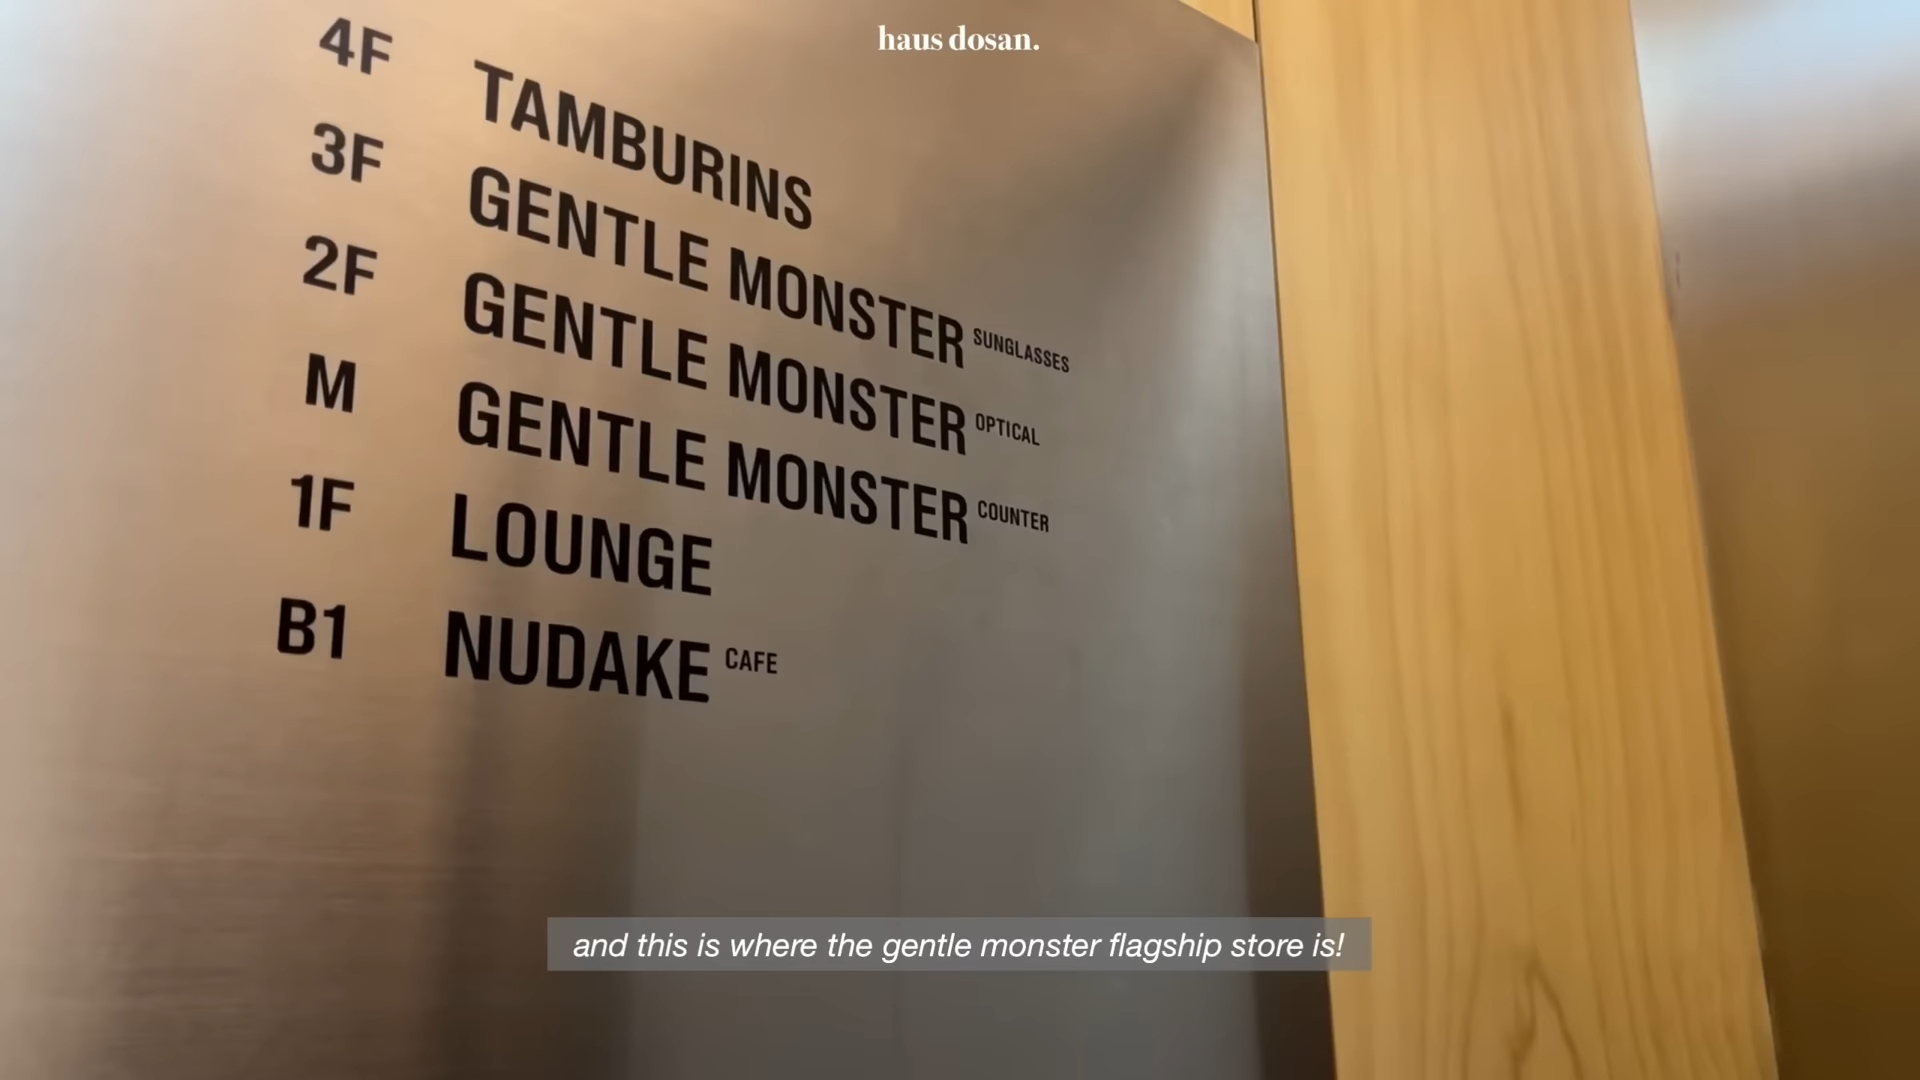 haus dosan.
4F TAMBURINS
3F GENTLE MONSTER SUNGLASSES
2F GENTLE MONSTER OPTICAL
M GENTLE MONSTER COUNTER
1F LOUNGE
B1 NUDAKE CAFE
and this is where the gentle monster flagship store is!